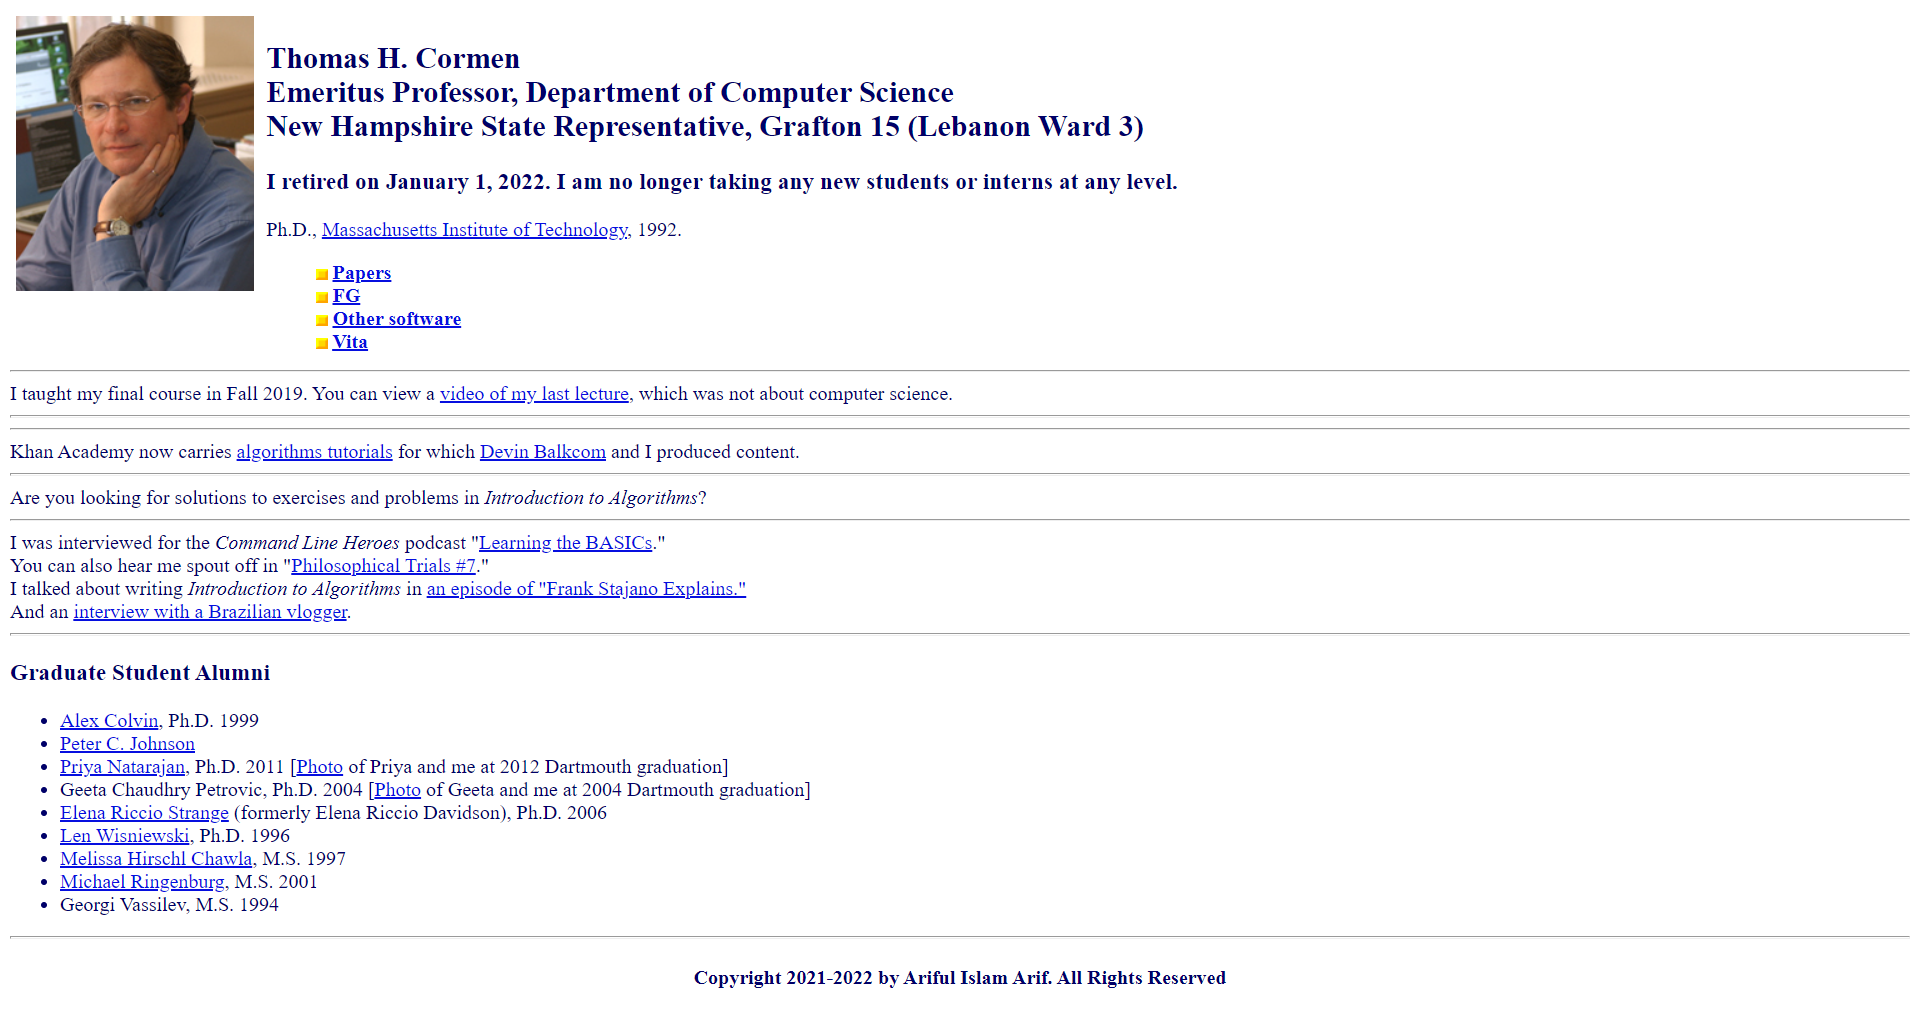 Thomas H. Cormen
Emeritus Professor, Department of Computer Science
New Hampshire State Representative, Grafton 15 (Lebanon Ward 3)
I retired on January 1, 2022. I am no longer taking any new students or interns at any level.
Ph.D., Massachusetts Institute of Technology, 1992.
Papers
FG
Other software
Vita
I taught my final course in Fall 2019. You can view a video of my last lecture, which was not about computer science.
Khan Academy now carries algorithms tutorials for which Devin Balkcom and I produced content.
Are you looking for solutions to exercises and problems in Introduction to Algorithms?
I was interviewed for the Command Line Heroes podcast "Learning the BASICs."
You can also hear me spout off in "Philosophical Trials #7."
I talked about writing Introduction to Algorithms in an episode of "Frank Stajano Explains."
And an interview with a Brazilian vlogger.
Graduate Student Alumni
Alex Colvin, Ph.D. 1999
Peter C. Johnson
Priya Natarajan, Ph.D. 2011 [Photo of Priya and me at 2012 Dartmouth graduation]
Geeta Chaudhry Petrovic, Ph.D. 2004 [Photo of Geeta and me at 2004 Dartmouth graduation]
Elena Riccio Strange (formerly Elena Riccio Davidson), Ph.D. 2006
Len Wisniewski, Ph.D. 1996
Melissa Hirschl Chawla, M.S. 1997
Michael Ringenburg, M.S. 2001
Georgi Vassilev, M.S. 1994
Copyright 2021-2022 by Ariful Islam Arif. All Rights Reserved